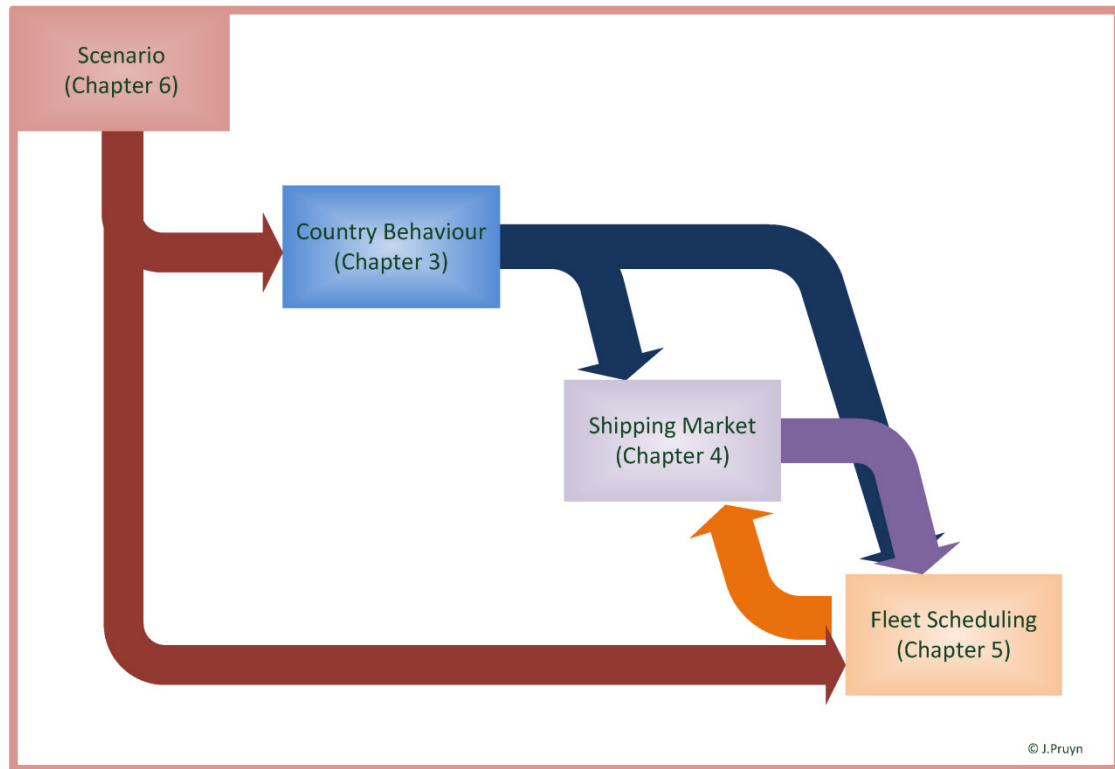 Scenario
(Chapter 6)
Country Behaviour
(Chapter 3)
Shipping Market
(Chapter 4)
Fleet Scheduling
(Chapter 5)
© J.Pruyn